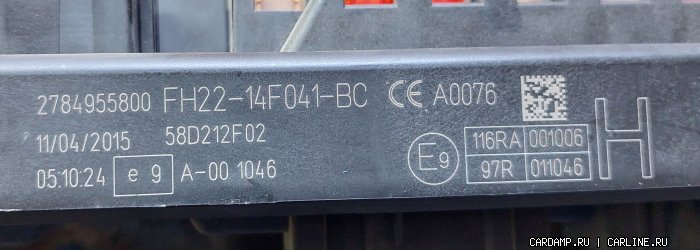 2784955800 FH22-14F041-BC CE A0076
11/04/2015 58D212F02
05:10:24 e 9 A-00 1046
E9 116RA 001006
97R 011046
H
CARDAMP.RU | CARLINE.RU